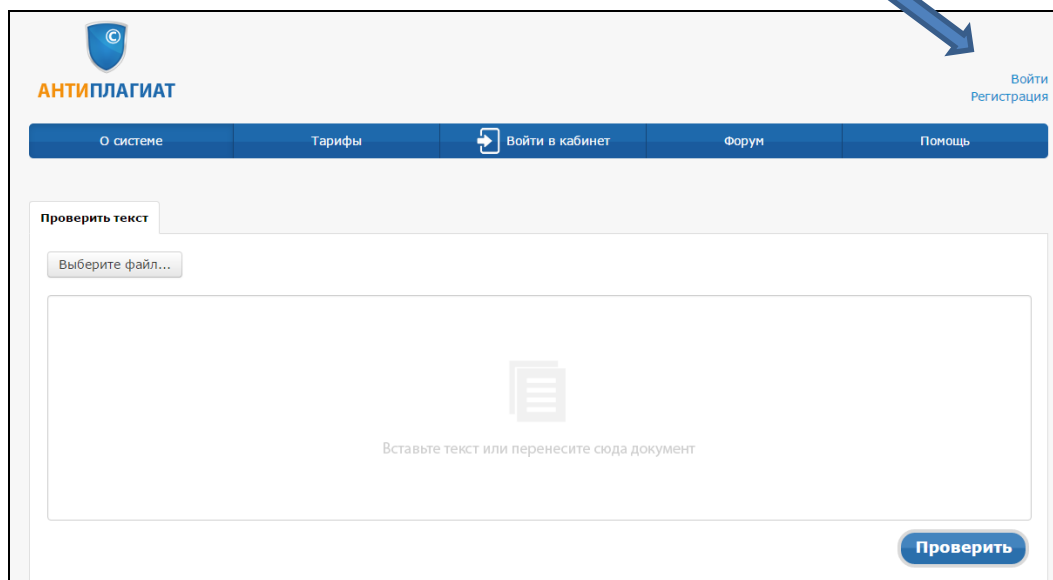 ©
АНТИПЛАГИАТ
Войти
Регистрация
О системе Тарифы Войти в кабинет Форум Помощь
Проверить текст
Выберите файл...
Вставьте текст или перенесите сюда документ
Проверить